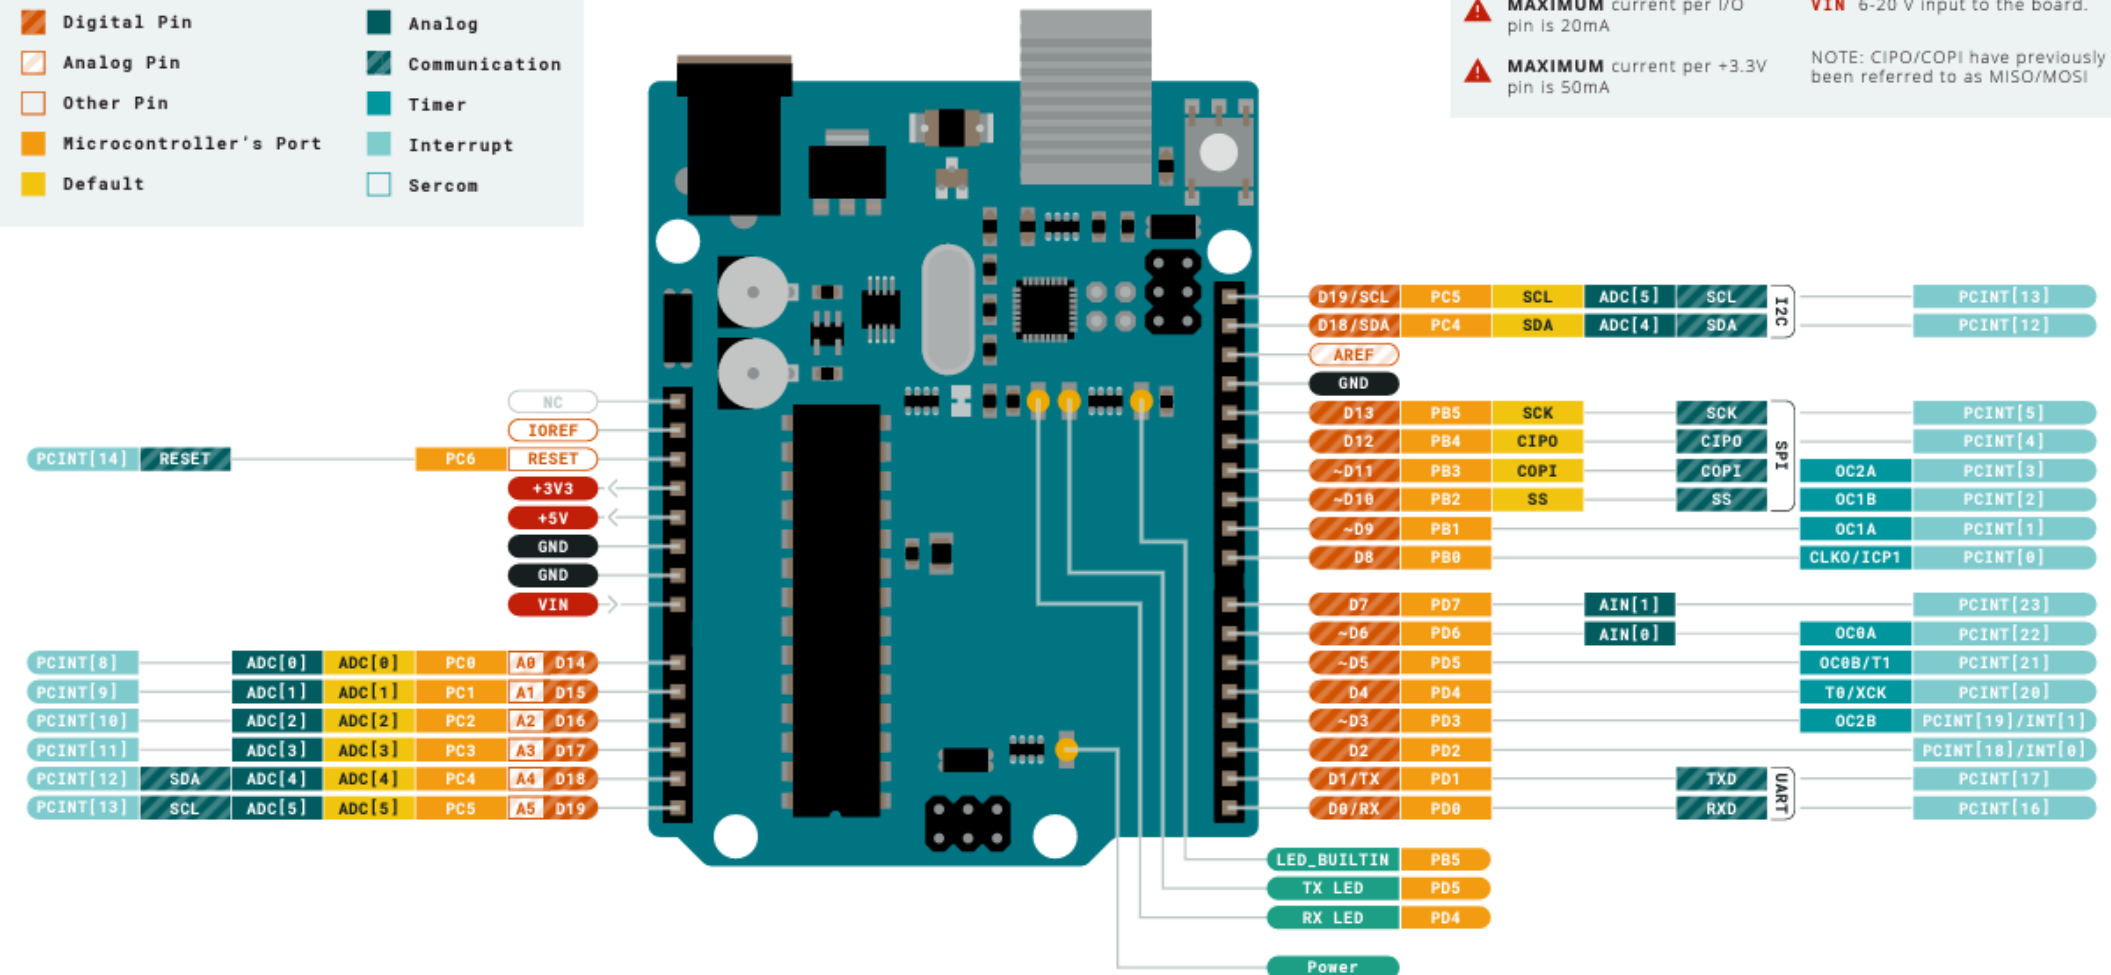 Digital Pin
Analog Pin
Other Pin
Microcontroller's Port
Default
Analog
Communication
Timer
Interrupt
Sercom
MAXIMUM current per I/O
pin is 20mA
MAXIMUM current per +3.3V
pin is 50mA
VIN 6-20 V input to the board.
NOTE: CIPO/COPI have previously
been referred to as MISO/MOSI
NC
IOREF
PCINT[14] RESET PC6 RESET
+3V3
+5V
GND
GND
VIN
PCINT[8] ADC[0] ADC[0] PC0 A0 D14
PCINT[9] ADC[1] ADC[1] PC1 A1 D15
PCINT[10] ADC[2] ADC[2] PC2 A2 D16
PCINT[11] ADC[3] ADC[3] PC3 A3 D17
PCINT[12] SDA ADC[4] ADC[4] PC4 A4 D18
PCINT[13] SCL ADC[5] ADC[5] PC5 A5 D19
D19/SCL PC5 SCL ADC[5] SCL PCINT[13]
D18/SDA PC4 SDA ADC[4] SDA PCINT[12]
I2C
AREF
GND
D13 PB5 SCK SCK PCINT[5]
D12 PB4 CIPO CIPO PCINT[4]
~D11 PB3 COPI COPI OC2A PCINT[3]
~D10 PB2 SS SS OC1B PCINT[2]
SPI
~D9 PB1 OC1A PCINT[1]
D8 PB0 CLKO/ICP1 PCINT[0]
D7 PD7 AIN[1] PCINT[23]
~D6 PD6 AIN[0] OC0A PCINT[22]
~D5 PD5 OC0B/T1 PCINT[21]
D4 PD4 T0/XCK PCINT[20]
~D3 PD3 OC2B PCINT[19]/INT[1]
D2 PD2 PCINT[18]/INT[0]
D1/TX PD1 TXD PCINT[17]
D0/RX PD0 RXD PCINT[16]
UART
LED_BUILTIN PB5
TX LED PD5
RX LED PD4
Power